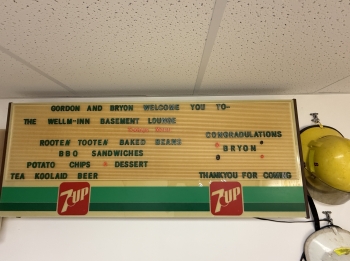 GORDON AND BRYON WELCOME YOU TO-
THE WELLM-INN BASEMENT LOUNGE
ROOTEN TOOTEN BAKED BEANS
BBQ SANDWICHES
POTATO CHIPS & DESSERT
TEA KOOLAID BEER
CONGRADULATIONS
BRYON
THANKYOU FOR COMING
7UP
7UP